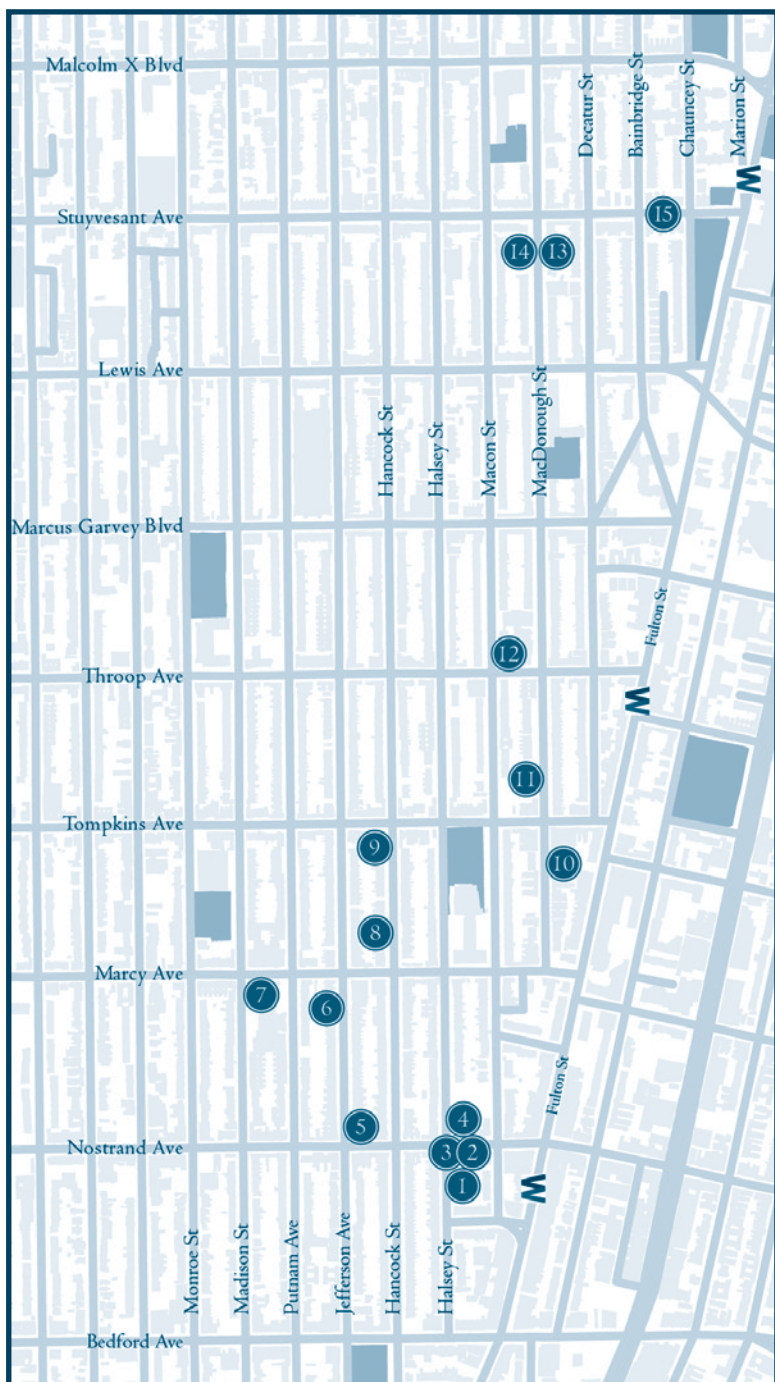 Malcolm X Blvd
Decatur St
Bainbridge St
Chauncey St
Marion St
W
Stuyvesant Ave
15
14
13
Lewis Ave
Hancock St
Halsey St
Macon St
MacDonough St
Marcus Garvey Blvd
Fulton St
12
Throop Ave
W
11
Tompkins Ave
9
10
8
Marcy Ave
7
6
Fulton St
4
5
Nostrand Ave
3
2
1
W
Monroe St
Madison St
Putnam Ave
Jefferson Ave
Hancock St
Halsey St
Bedford Ave